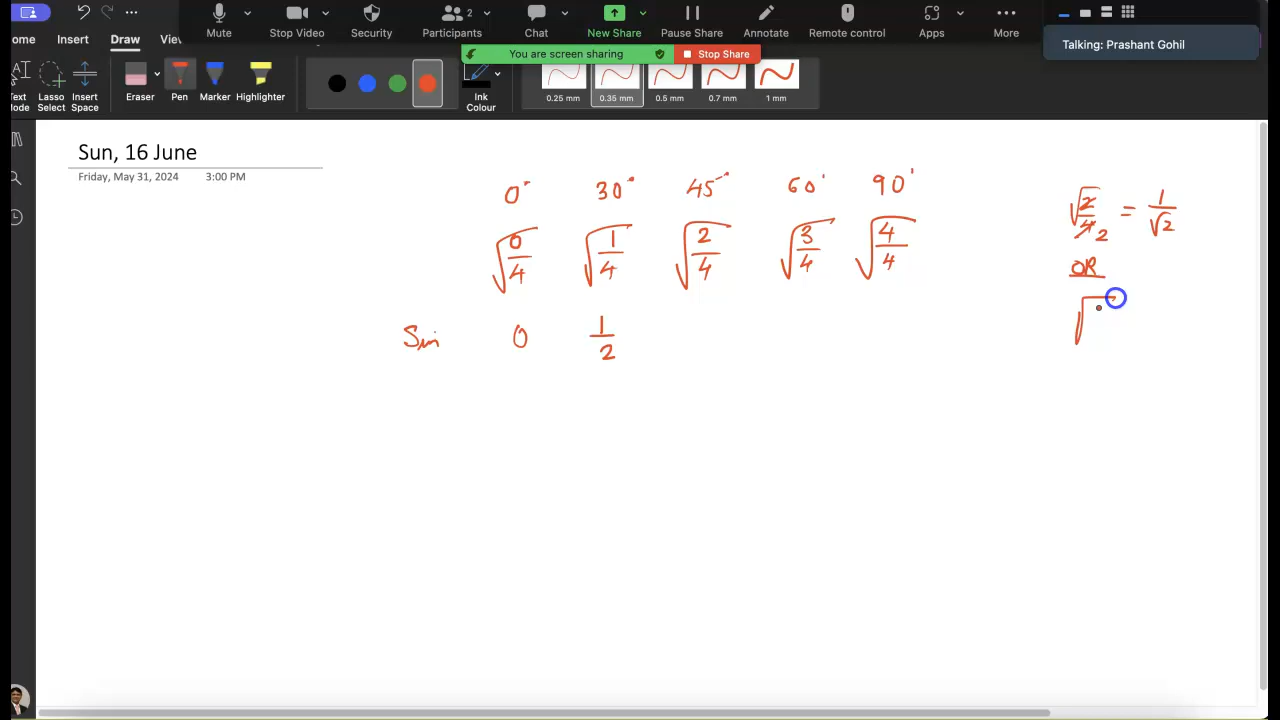 Mute Stop Video Security Participants 2 Chat New Share Pause Share Annotate Remote control Apps More
Talking: Prashant Gohil
You are screen sharing Stop Share
ome Insert Draw Vie
Text Mode Lasso Select Insert Space Eraser Pen Marker Highlighter Ink Colour 0.25 mm 0.35 mm 0.5 mm 0.7 mm 1 mm
Sun, 16 June
Friday, May 31, 2024 3:00 PM
0° 30° 45° 60° 90°
√(0/4) √(1/4) √(2/4) √(3/4) √(4/4)
√2/4 2 = 1/√2
OR
√
Sin 0 1/2